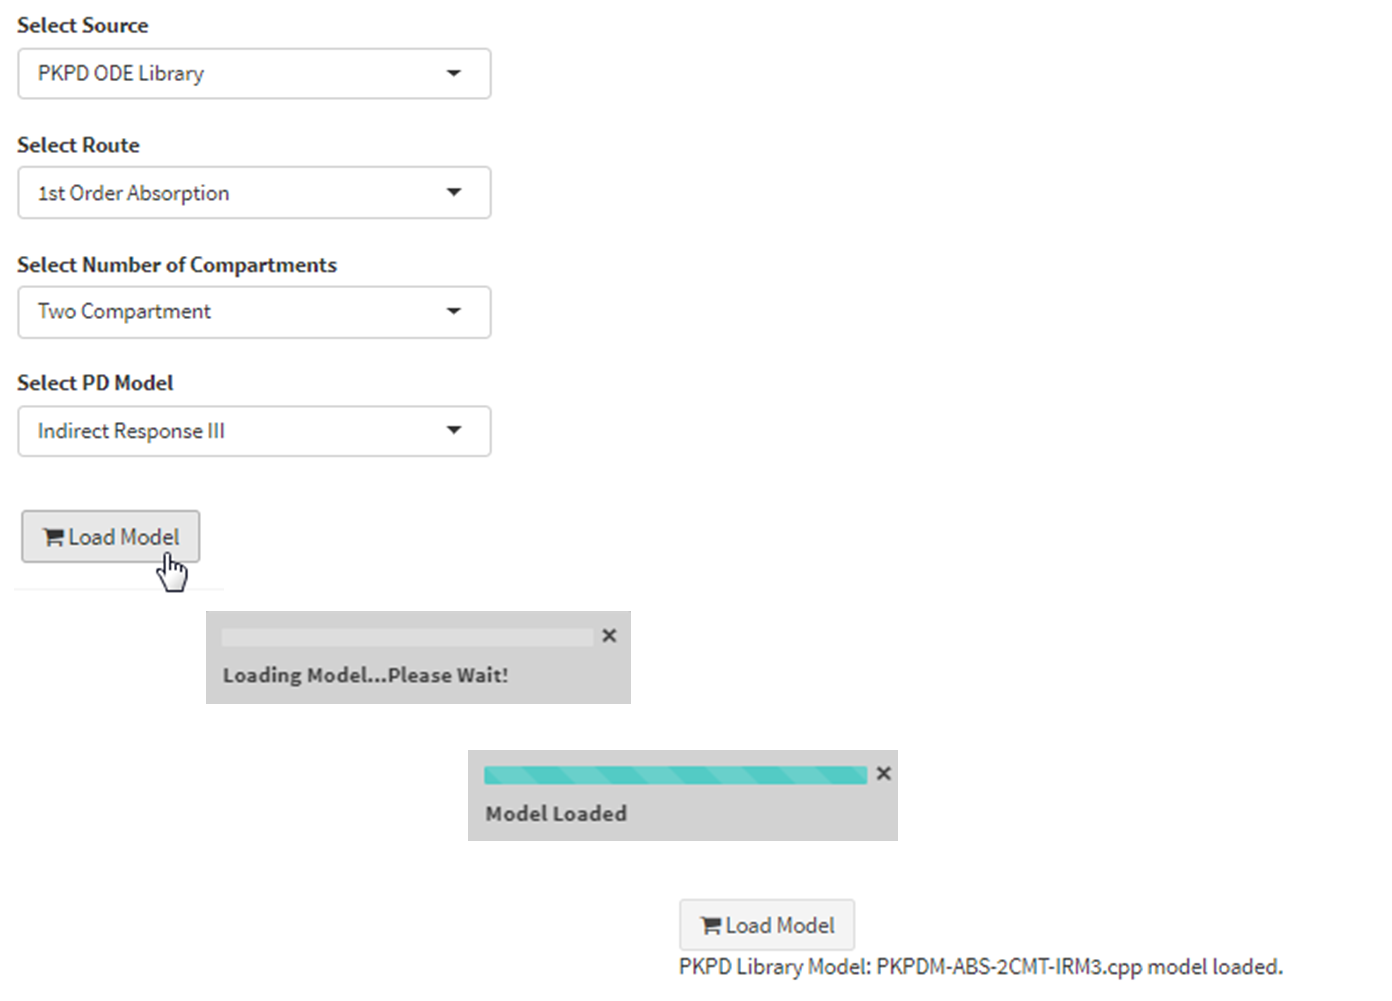 Select Source
PKPD ODE Library
Select Route
1st Order Absorption
Select Number of Compartments
Two Compartment
Select PD Model
Indirect Response III
Load Model
Loading Model...Please Wait!
Model Loaded
Load Model
PKPD Library Model: PKPDM-ABS-2CMT-IRM3.cpp model loaded.